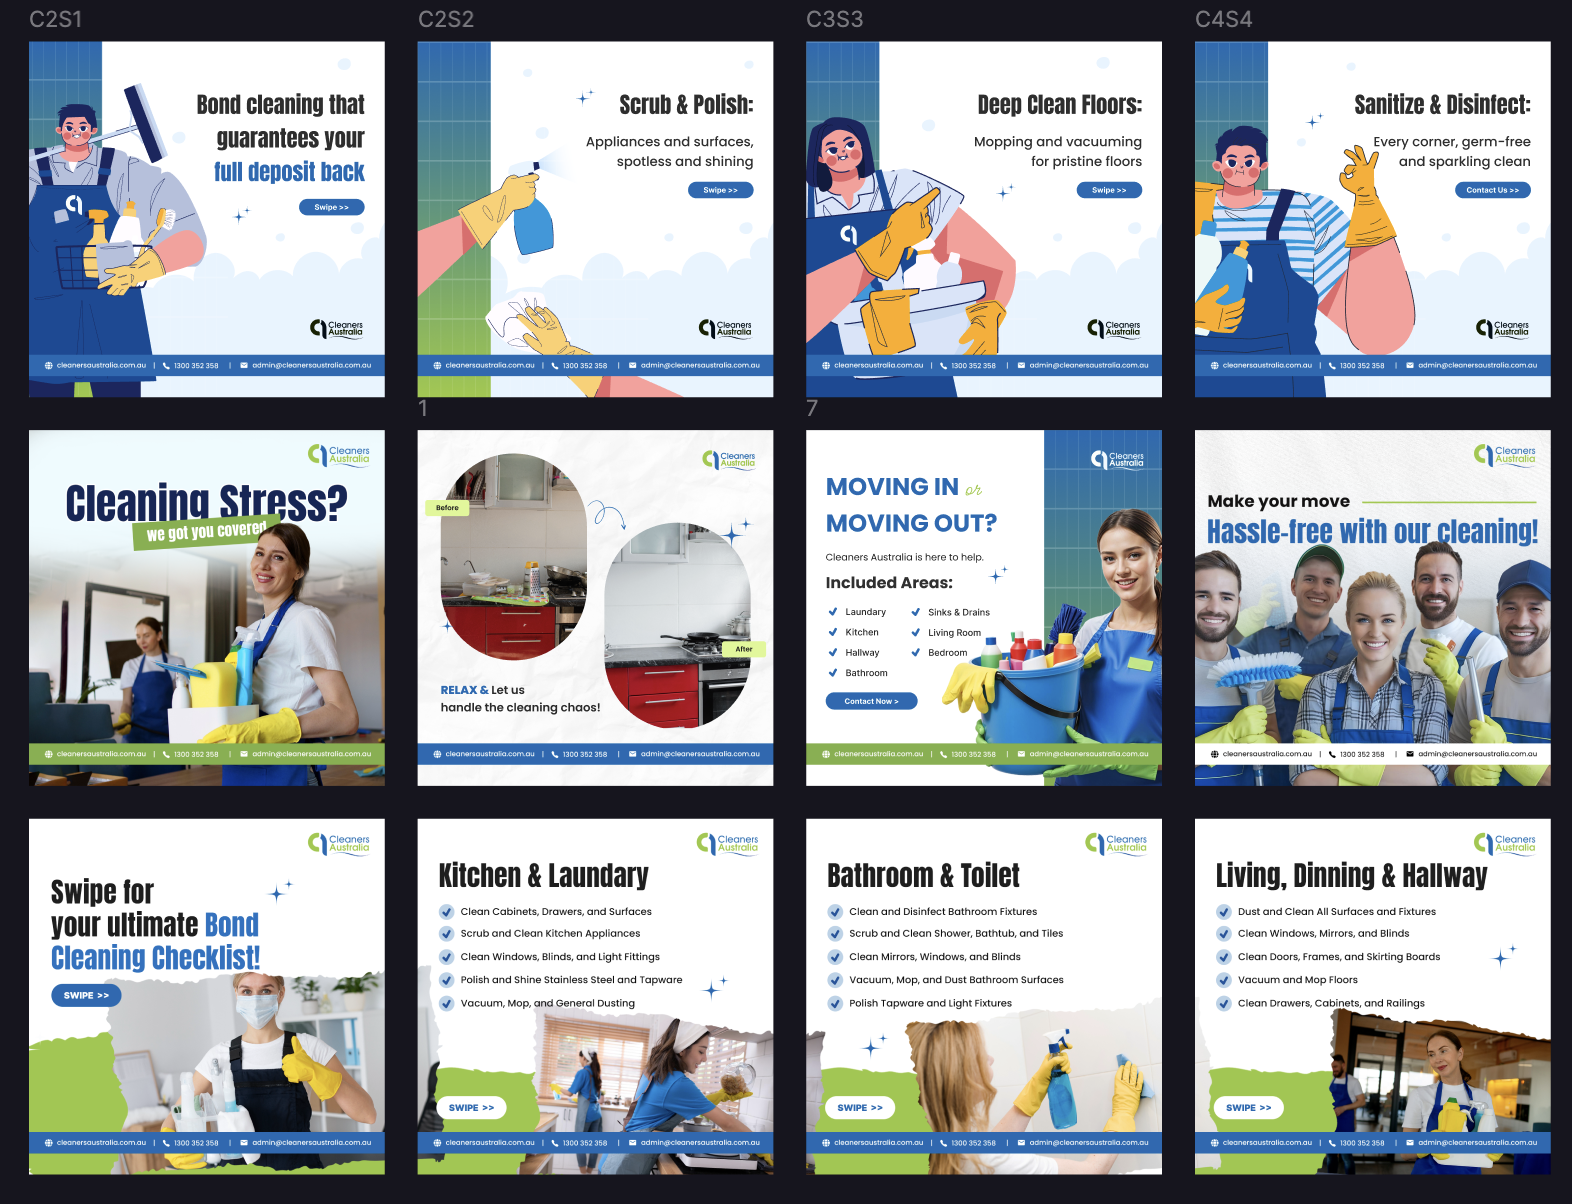 C2S1
C2S2
C3S3
C4S4
Bond cleaning that
guarantees your
full deposit back
Swipe >>
Cleaners
Australia
cleanersaustralia.com.au | 1300 352 358 | admin@cleanersaustralia.com.au
Scrub & Polish:
Appliances and surfaces,
spotless and shining
Swipe >>
Cleaners
Australia
cleanersaustralia.com.au | 1300 352 358 | admin@cleanersaustralia.com.au
Deep Clean Floors:
Mopping and vacuuming
for pristine floors
Swipe >>
Cleaners
Australia
cleanersaustralia.com.au | 1300 352 358 | admin@cleanersaustralia.com.au
Sanitize & Disinfect:
Every corner, germ-free
and sparkling clean
Contact Us >>
Cleaners
Australia
cleanersaustralia.com.au | 1300 352 358 | admin@cleanersaustralia.com.au
1
7
Cleaners
Australia
Cleaning Stress?
we got you covered
cleanersaustralia.com.au | 1300 352 358 | admin@cleanersaustralia.com.au
Cleaners
Australia
Before
After
RELAX & Let us
handle the cleaning chaos!
cleanersaustralia.com.au | 1300 352 358 | admin@cleanersaustralia.com.au
Cleaners
Australia
MOVING IN or
MOVING OUT?
Cleaners Australia is here to help.
Included Areas:
Laundary
Sinks & Drains
Kitchen
Living Room
Hallway
Bedroom
Bathroom
Contact Now >
cleanersaustralia.com.au | 1300 352 358 | admin@cleanersaustralia.com.au
Cleaners
Australia
Make your move
Hassle-free with our cleaning!
cleanersaustralia.com.au | 1300 352 358 | admin@cleanersaustralia.com.au
Cleaners
Australia
Swipe for
your ultimate Bond
Cleaning Checklist!
SWIPE >>
cleanersaustralia.com.au | 1300 352 358 | admin@cleanersaustralia.com.au
Cleaners
Australia
Kitchen & Laundary
Clean Cabinets, Drawers, and Surfaces
Scrub and Clean Kitchen Appliances
Clean Windows, Blinds, and Light Fittings
Polish and Shine Stainless Steel and Tapware
Vacuum, Mop, and General Dusting
SWIPE >>
cleanersaustralia.com.au | 1300 352 358 | admin@cleanersaustralia.com.au
Cleaners
Australia
Bathroom & Toilet
Clean and Disinfect Bathroom Fixtures
Scrub and Clean Shower, Bathtub, and Tiles
Clean Mirrors, Windows, and Blinds
Vacuum, Mop, and Dust Bathroom Surfaces
Polish Tapware and Light Fixtures
SWIPE >>
cleanersaustralia.com.au | 1300 352 358 | admin@cleanersaustralia.com.au
Cleaners
Australia
Living, Dinning & Hallway
Dust and Clean All Surfaces and Fixtures
Clean Windows, Mirrors, and Blinds
Clean Doors, Frames, and Skirting Boards
Vacuum and Mop Floors
Clean Drawers, Cabinets, and Railings
SWIPE >>
cleanersaustralia.com.au | 1300 352 358 | admin@cleanersaustralia.com.au